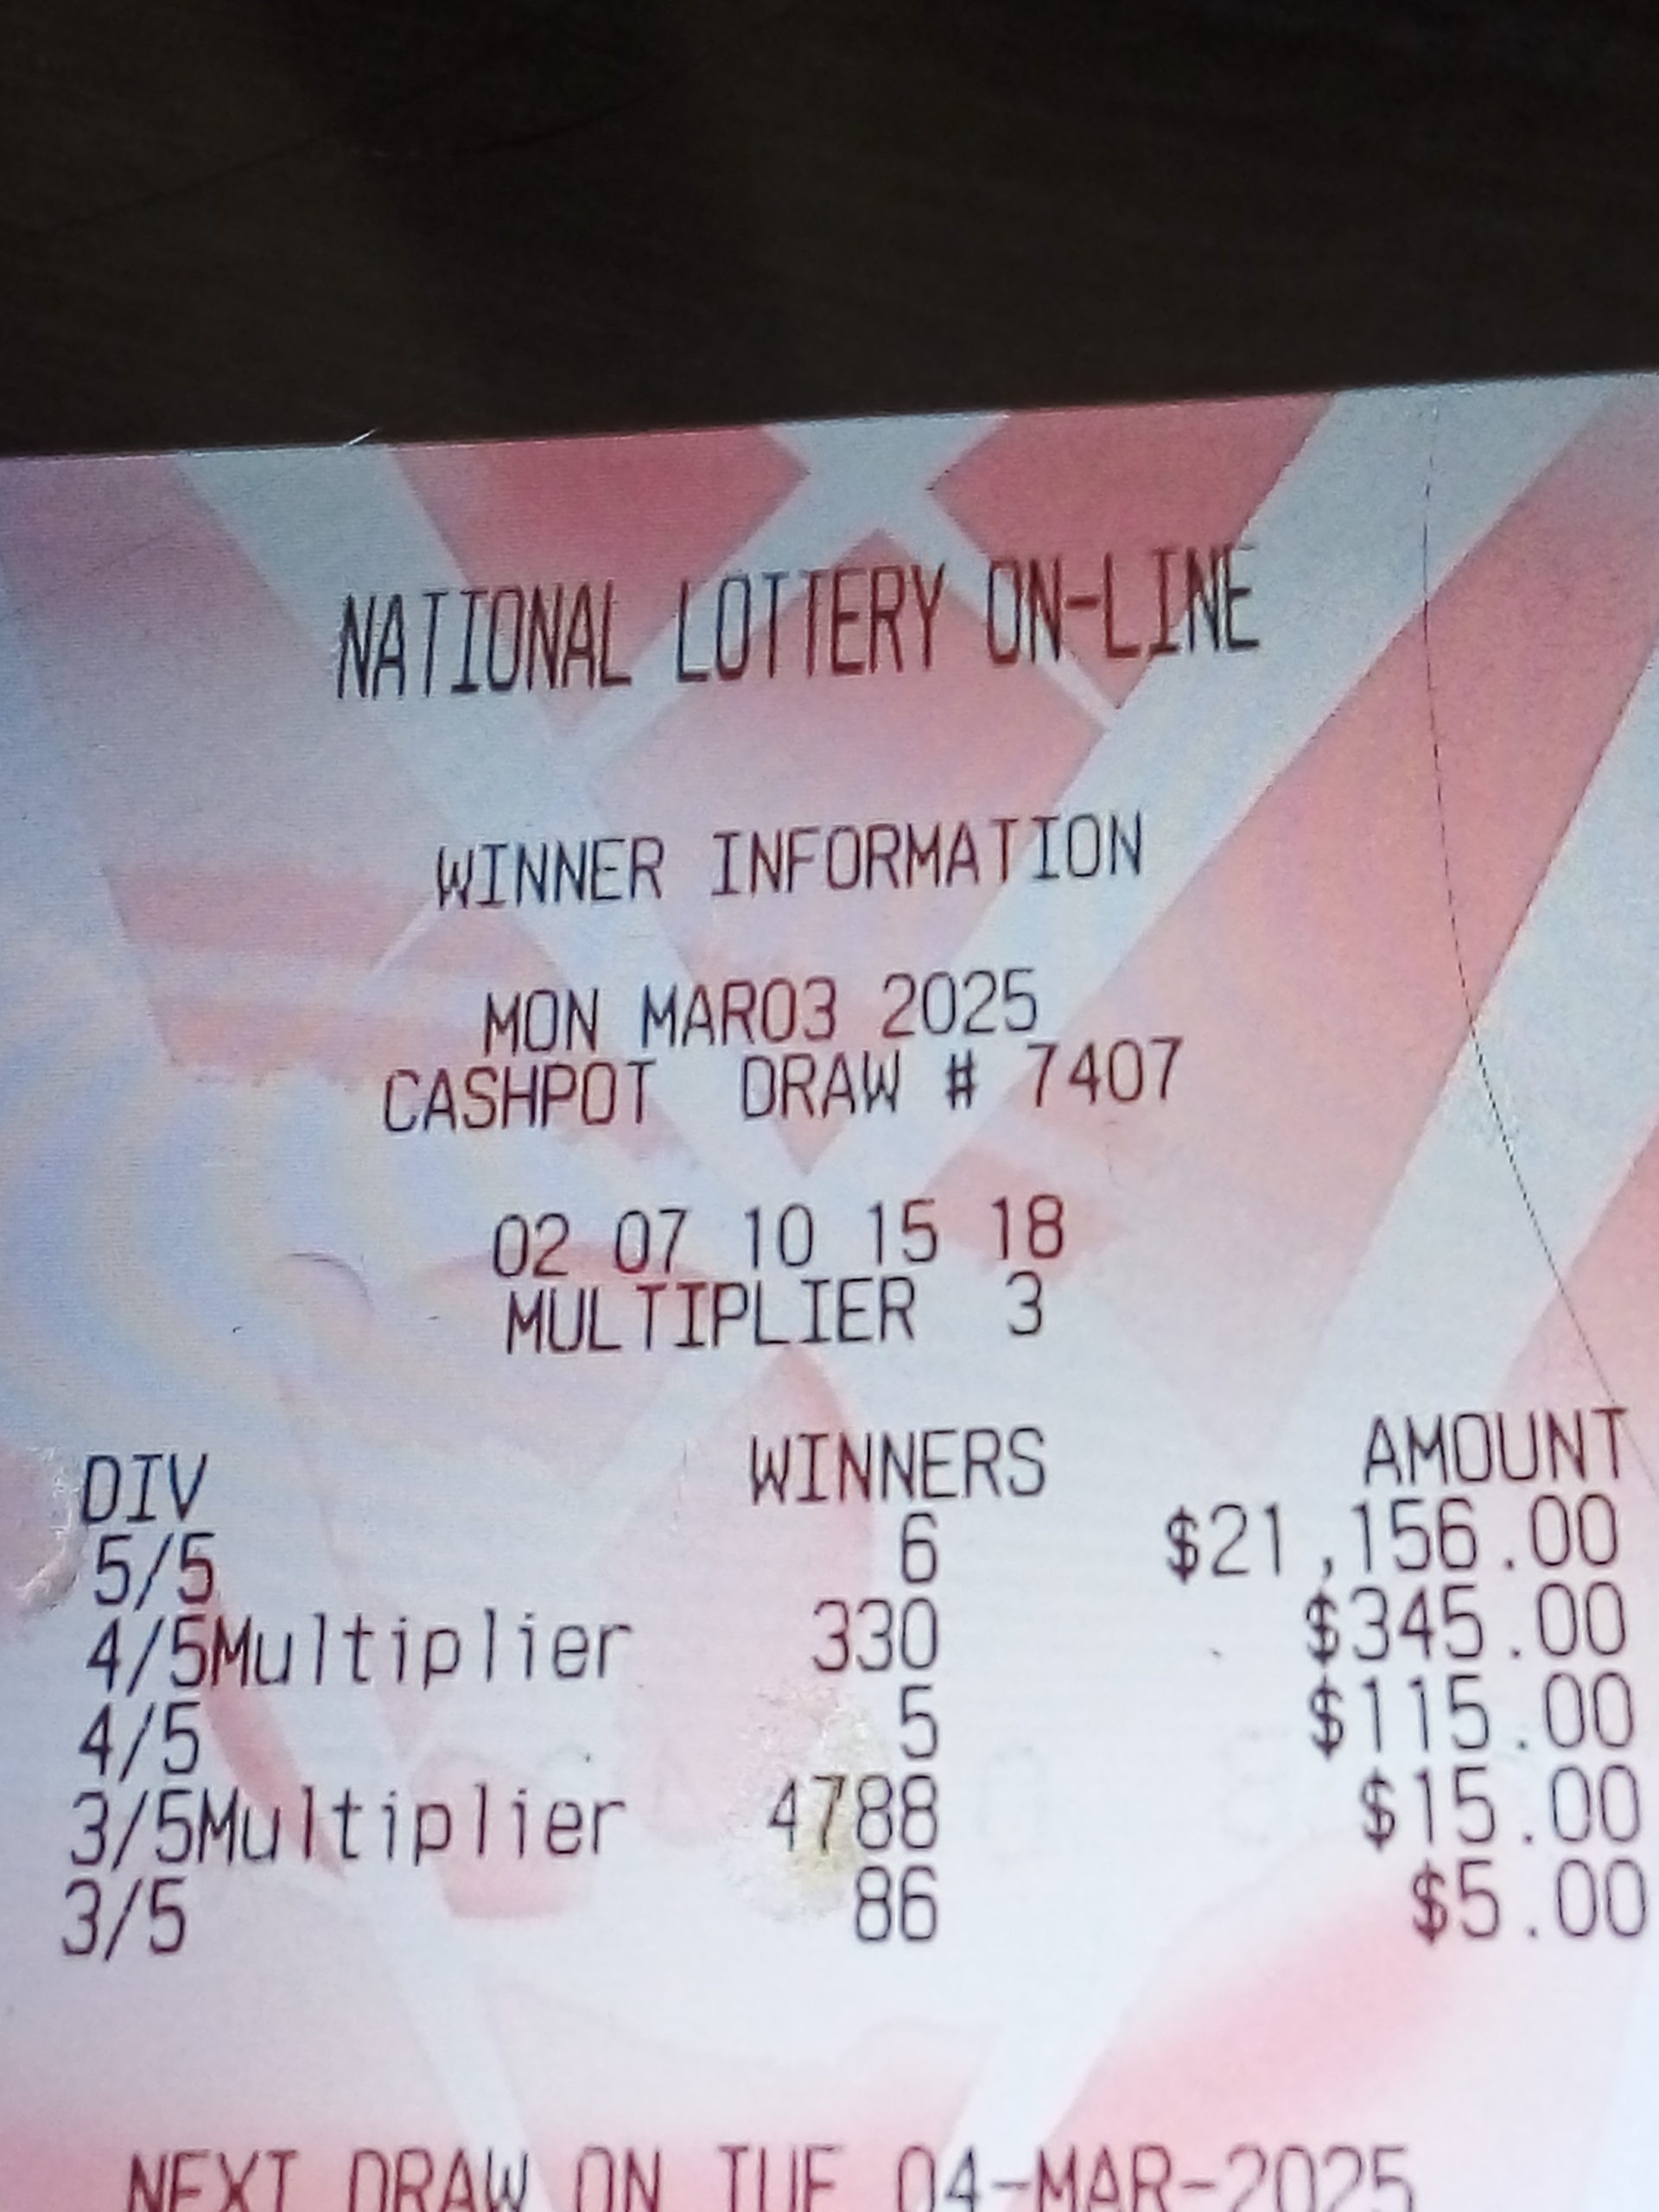 NATIONAL LOTTERY ON-LINE
WINNER INFORMATION
MON MAR03 2025
CASHPOT DRAW # 7407
02 07 10 15 18
MULTIPLIER 3
DIV WINNERS AMOUNT
5/5 6 $21,156.00
4/5Multiplier 330 $345.00
4/5 5 $115.00
3/5Multiplier 4788 $15.00
3/5 86 $5.00
NEXT DRAW ON TUE 04-MAR-2025